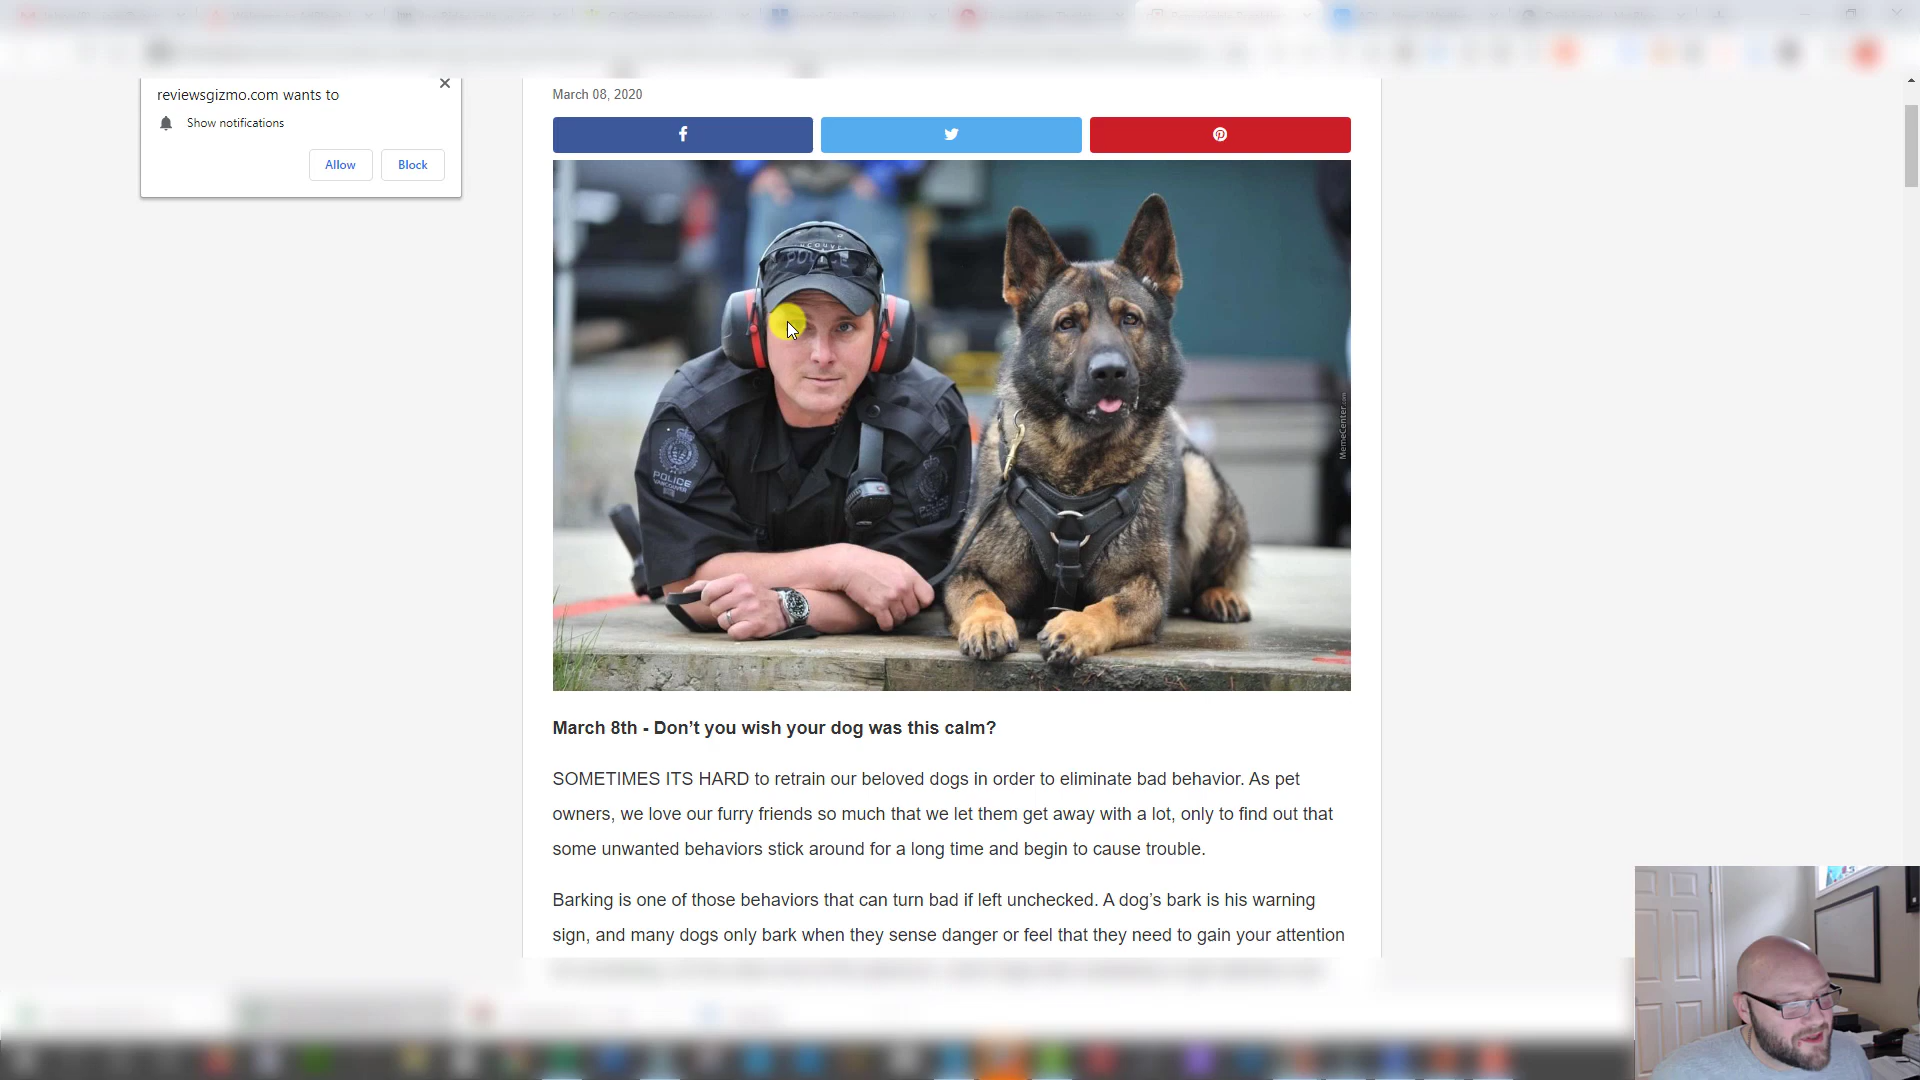 reviewsgizmo.com wants to
Show notifications
Allow
Block
March 08, 2020
POLICE
POLICE
VANCOUVER
MemeCenter.com
March 8th - Don’t you wish your dog was this calm?
SOMETIMES ITS HARD to retrain our beloved dogs in order to eliminate bad behavior. As pet
owners, we love our furry friends so much that we let them get away with a lot, only to find out that
some unwanted behaviors stick around for a long time and begin to cause trouble.
Barking is one of those behaviors that can turn bad if left unchecked. A dog’s bark is his warning
sign, and many dogs only bark when they sense danger or feel that they need to gain your attention